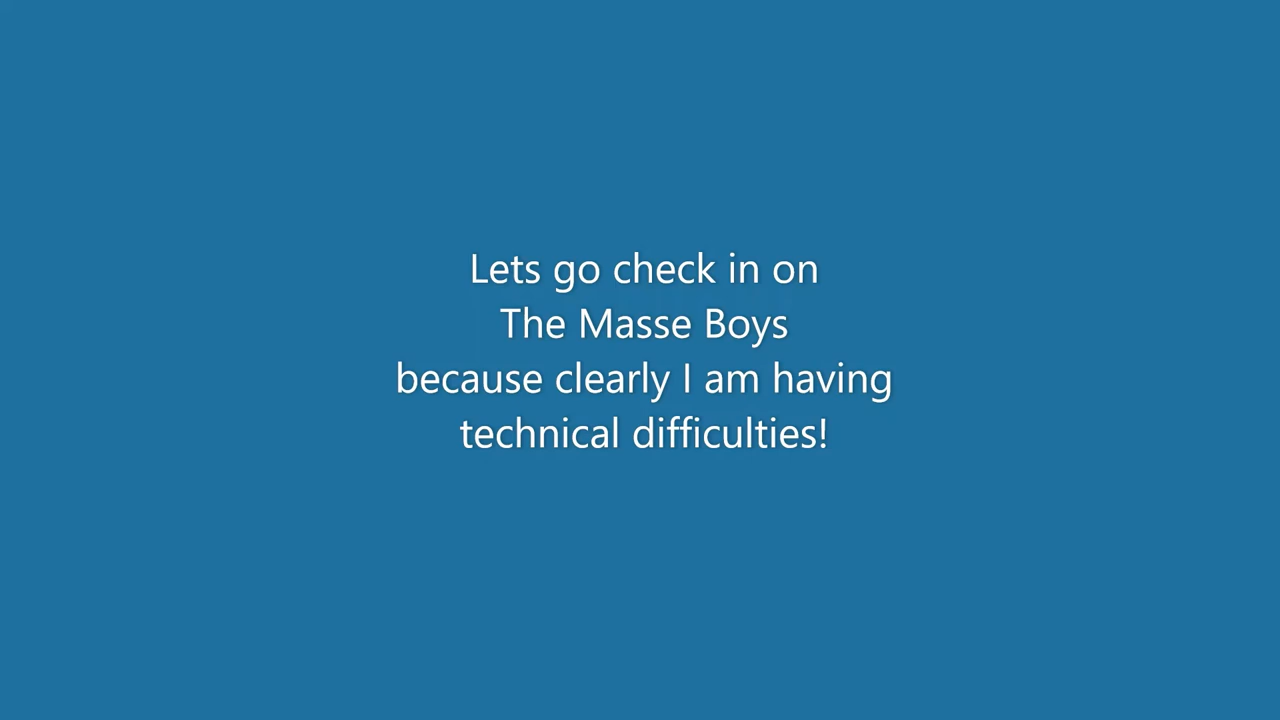 Lets go check in on
The Masse Boys
because clearly I am having
technical difficulties!